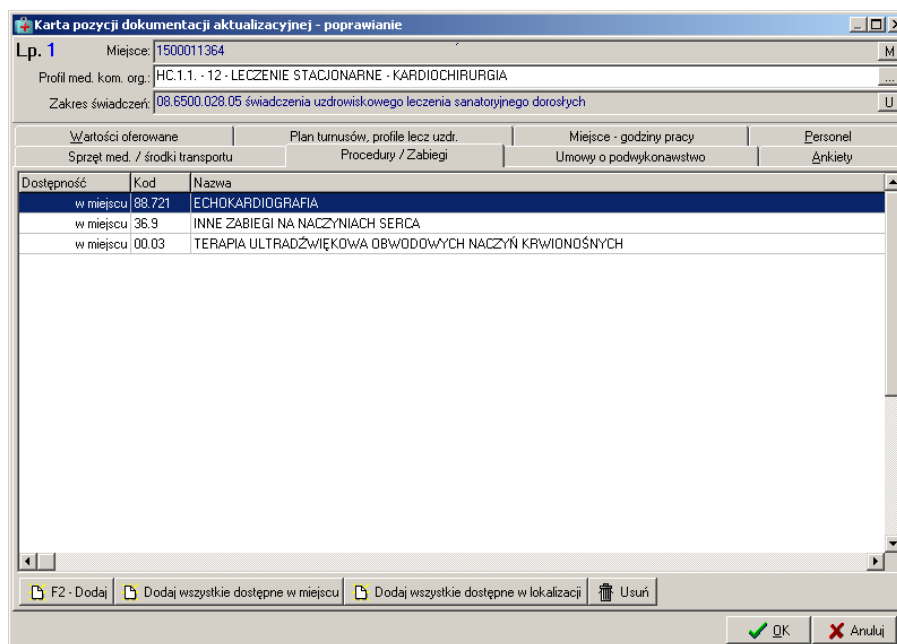 Karta pozycji dokumentacji aktualizacyjnej - poprawianie
Lp. 1 Miejsce: 1500011364 M
Profil med. kom. org.: HC.1.1. - 12 - LECZENIE STACJONARNE - KARDIOCHIRURGIA ...
Zakres świadczeń: 08.6500.028.05 świadczenia uzdrowiskowego leczenia sanatoryjnego dorosłych U
Wartości oferowane Plan turnusów, profile lecz uzdr. Miejsce - godziny pracy Personel
Sprzęt med. / środki transportu Procedury / Zabiegi Umowy o podwykonawstwo Ankiety
Dostępność Kod Nazwa
w miejscu 88.721 ECHOKARDIOGRAFIA
w miejscu 36.9 INNE ZABIEGI NA NACZYNIACH SERCA
w miejscu 00.03 TERAPIA ULTRADŹWIĘKOWA OBWODOWYCH NACZYŃ KRWIONOŚNYCH
F2 - Dodaj Dodaj wszystkie dostępne w miejscu Dodaj wszystkie dostępne w lokalizacji Usuń
OK Anuluj